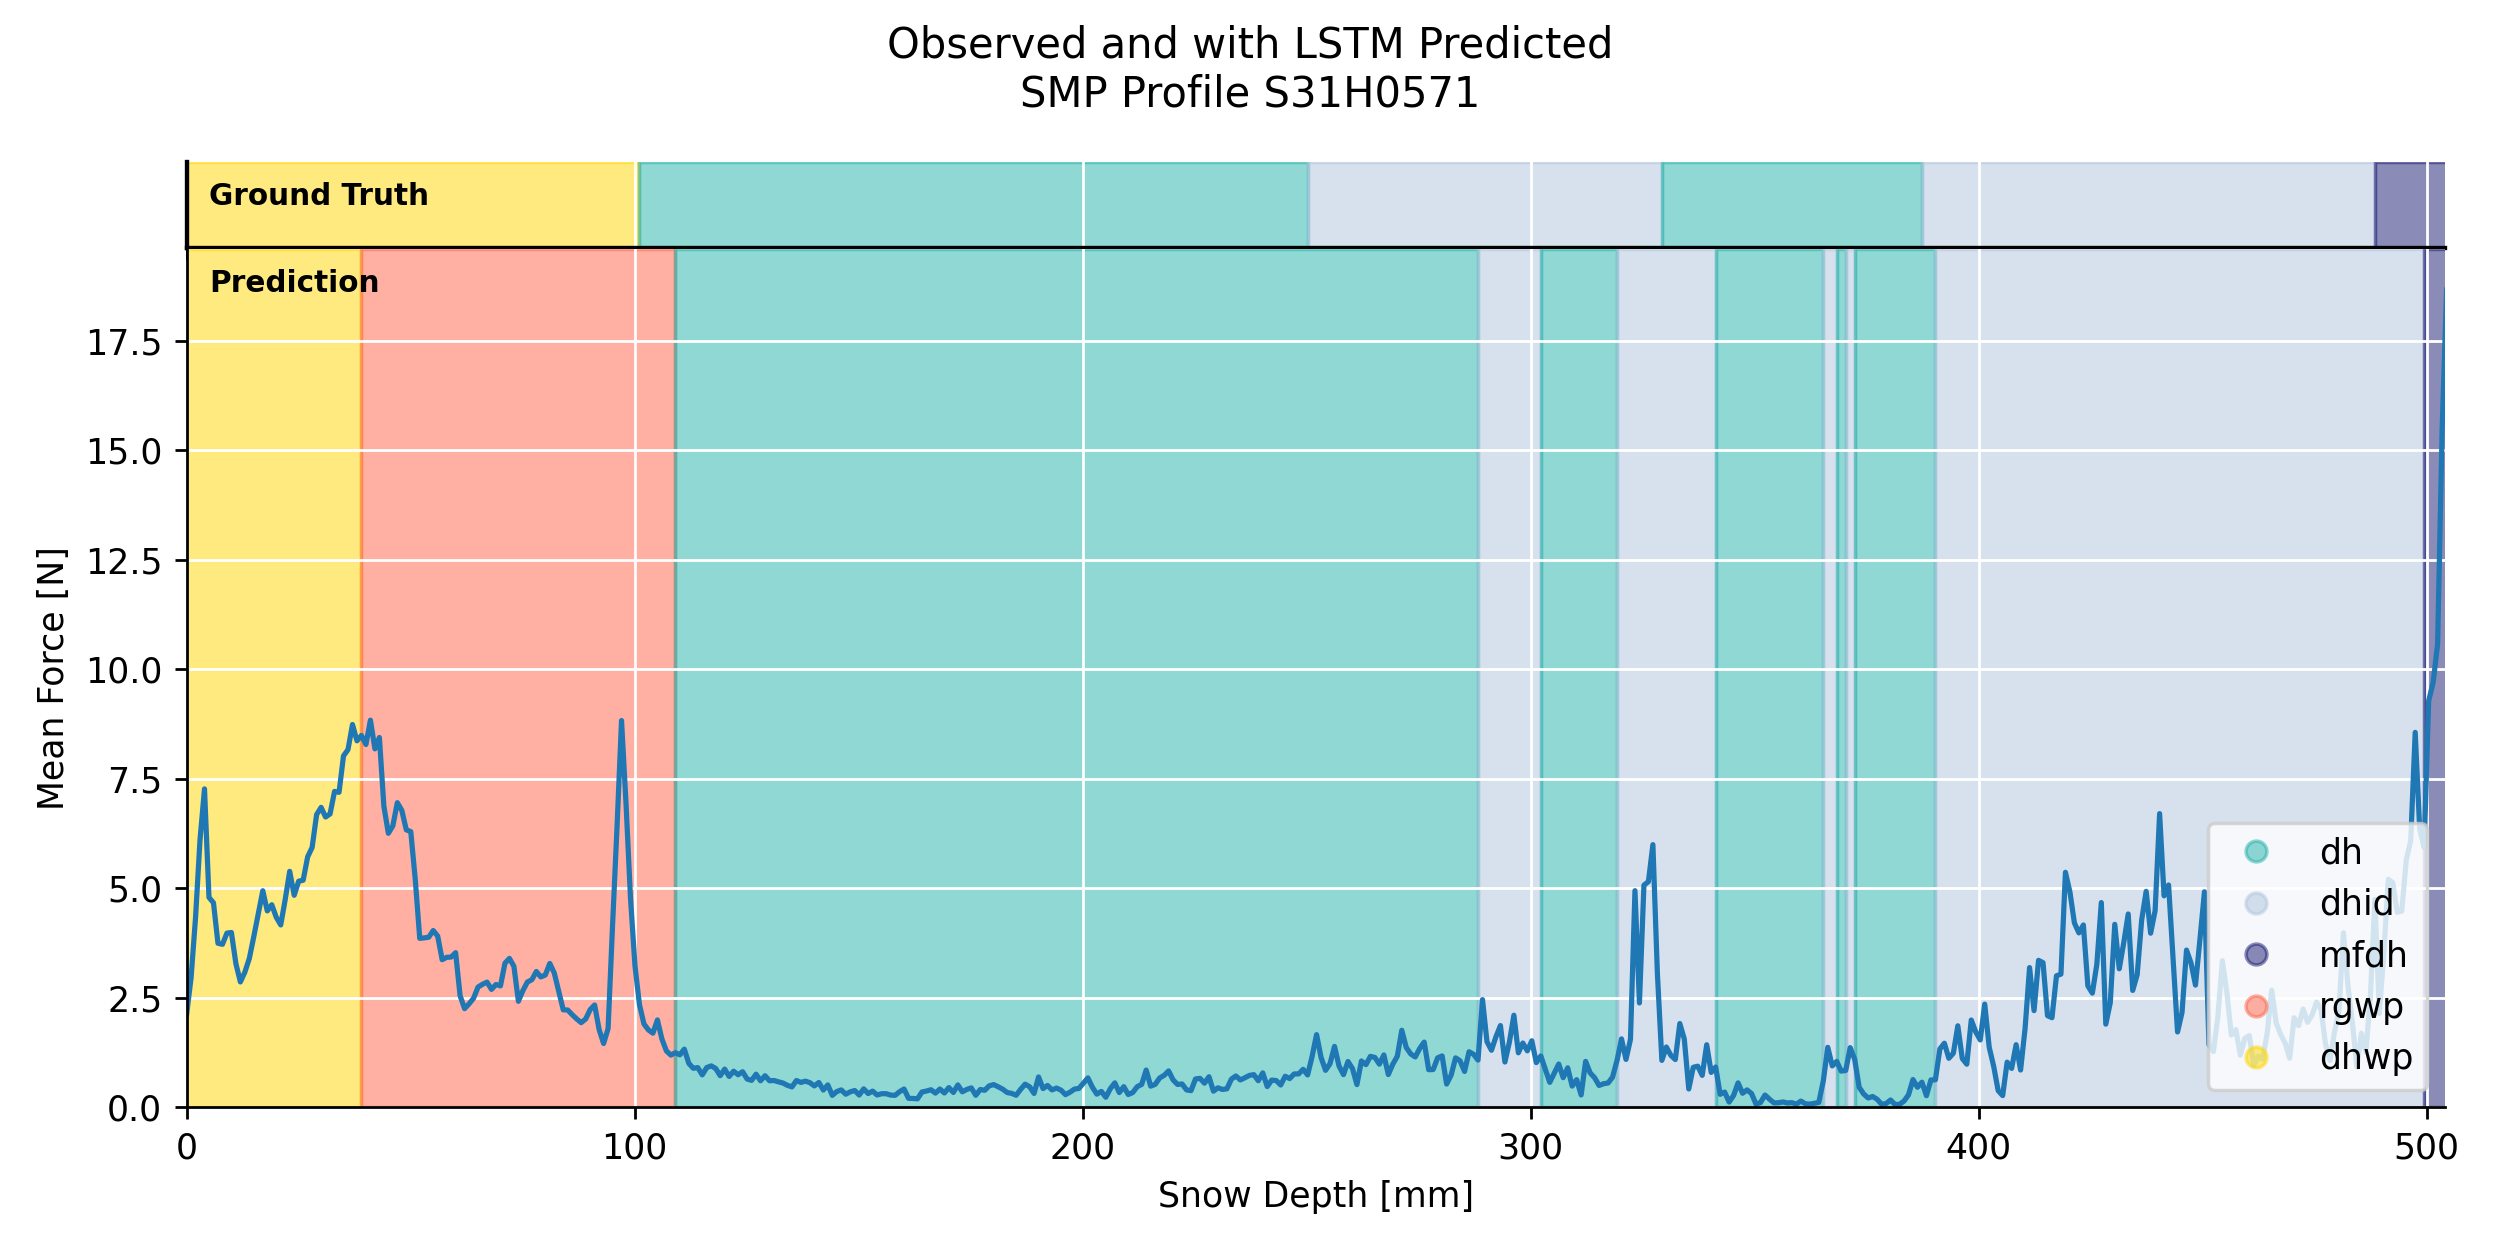 Observed and with LSTM Predicted
SMP Profile S31H0571
Ground Truth
Prediction
17.5
15.0
12.5
10.0
7.5
5.0
2.5
0.0
Mean Force [N]
dh
dhid
mfdh
rgwp
dhwp
0 100 200 300 400 500
Snow Depth [mm]